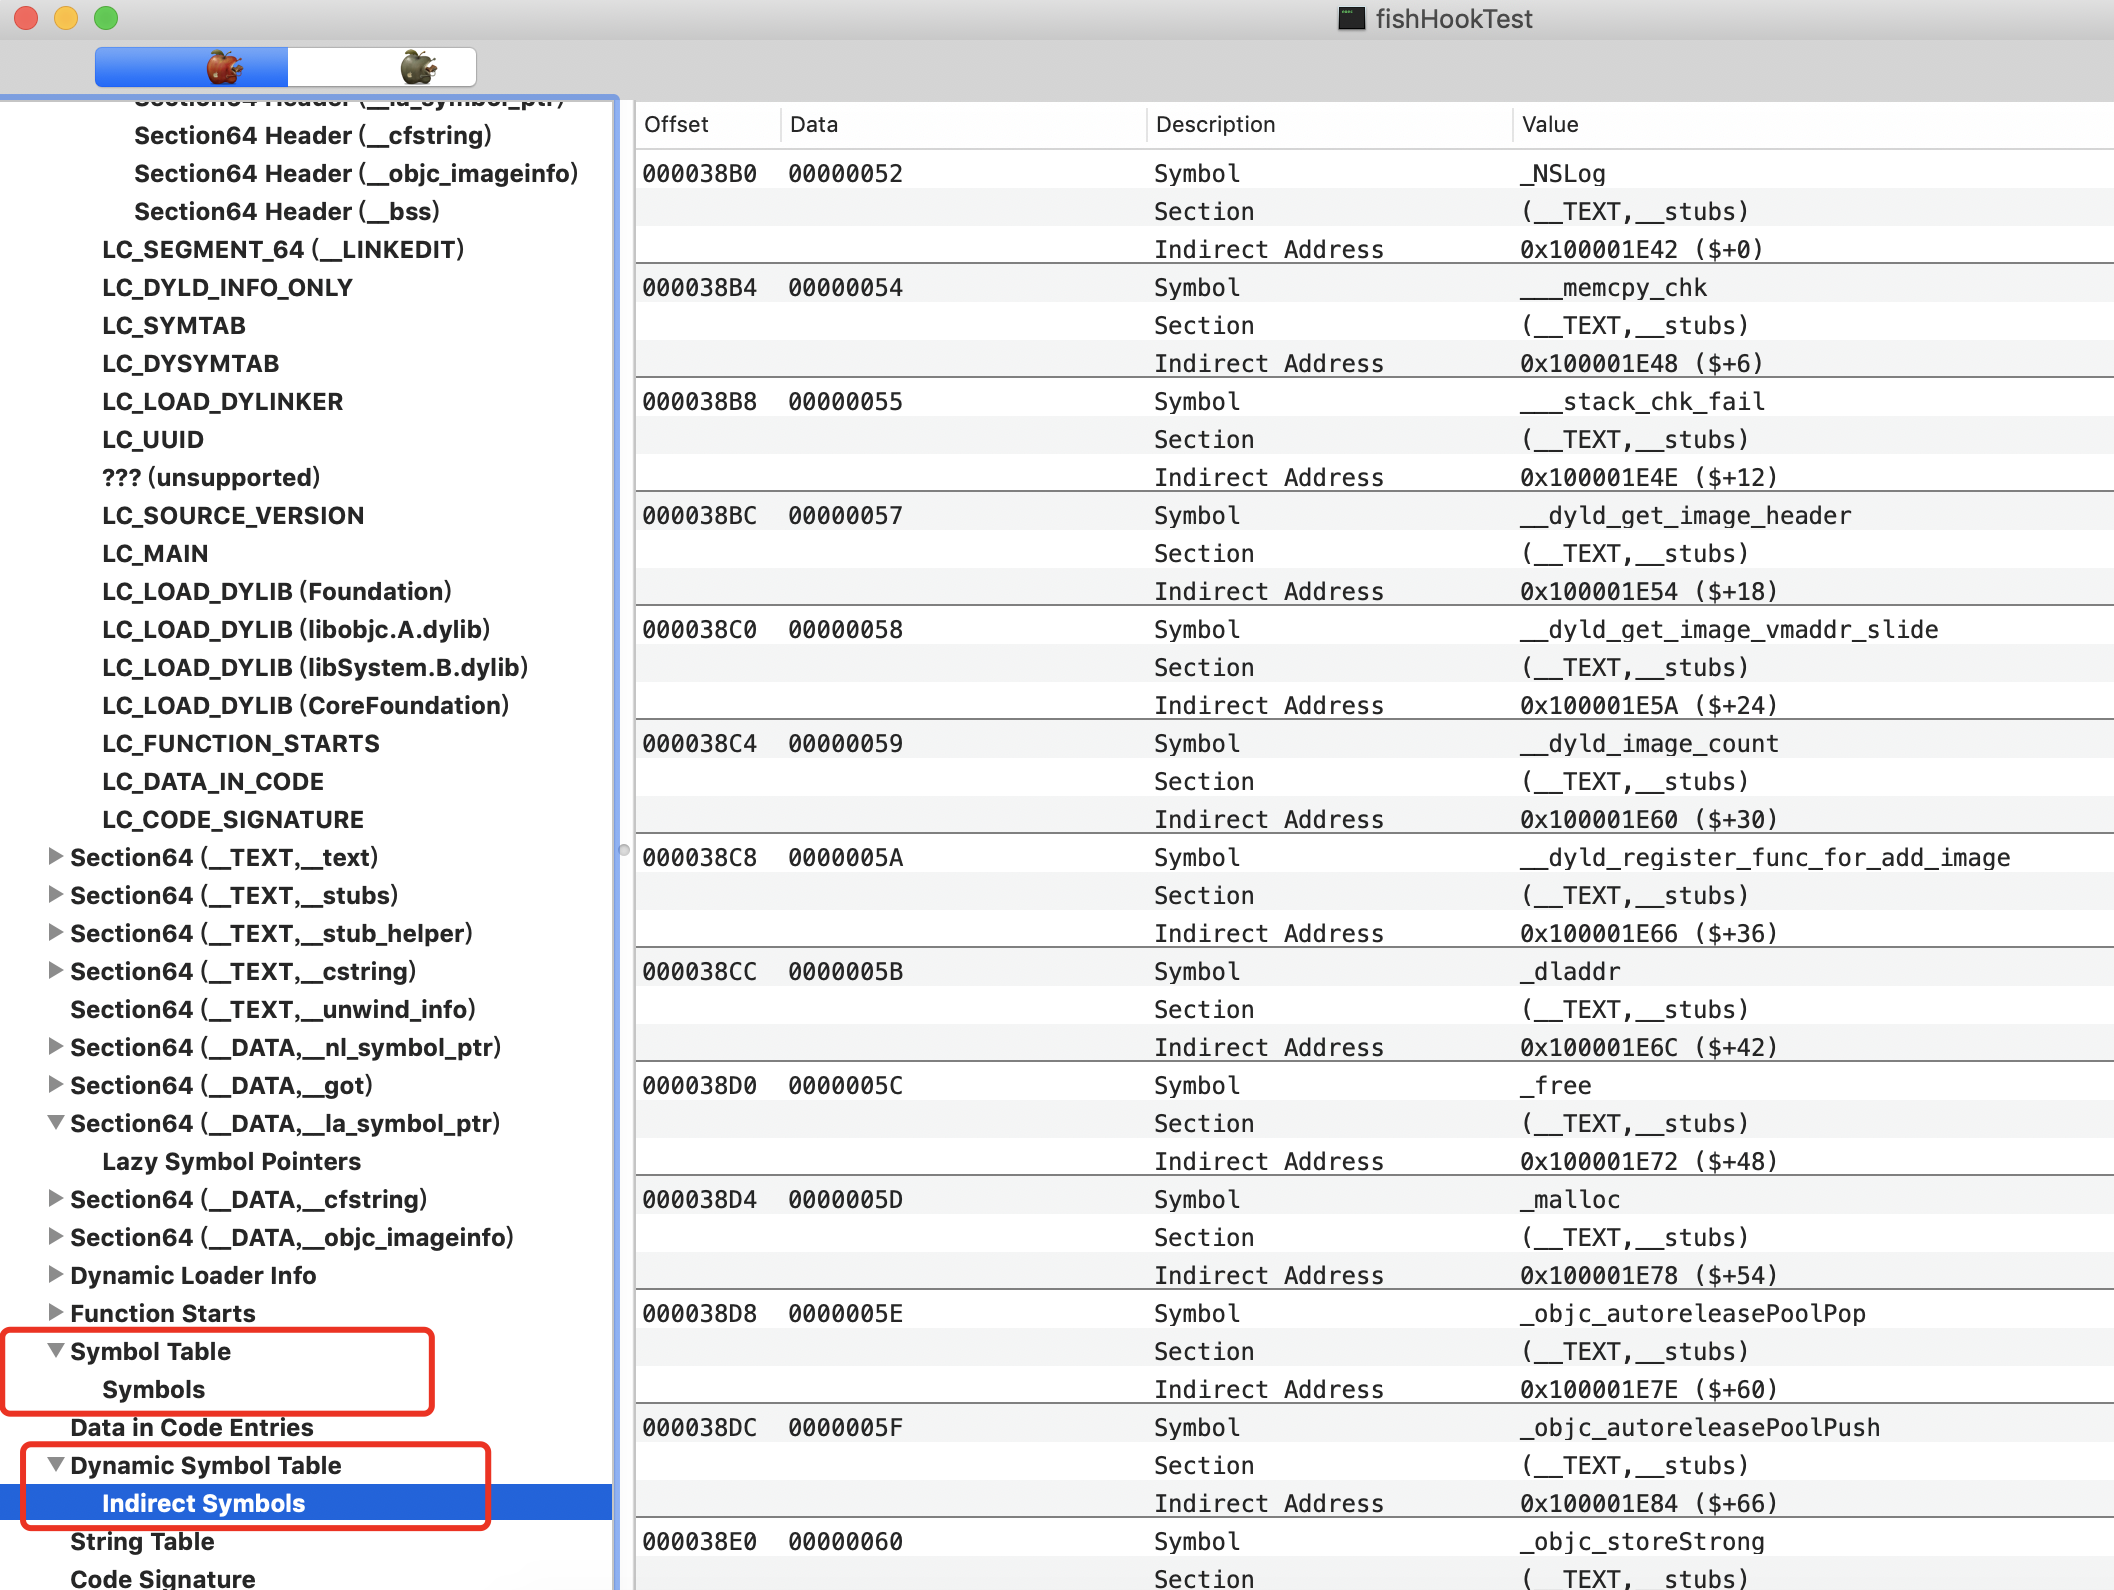 fishHookTest
Section64 Header (__la_symbol_ptr)
Section64 Header (__cfstring)
Section64 Header (__objc_imageinfo)
Section64 Header (__bss)
LC_SEGMENT_64 (__LINKEDIT)
LC_DYLD_INFO_ONLY
LC_SYMTAB
LC_DYSYMTAB
LC_LOAD_DYLINKER
LC_UUID
??? (unsupported)
LC_SOURCE_VERSION
LC_MAIN
LC_LOAD_DYLIB (Foundation)
LC_LOAD_DYLIB (libobjc.A.dylib)
LC_LOAD_DYLIB (libSystem.B.dylib)
LC_LOAD_DYLIB (CoreFoundation)
LC_FUNCTION_STARTS
LC_DATA_IN_CODE
LC_CODE_SIGNATURE
Section64 (__TEXT,__text)
Section64 (__TEXT,__stubs)
Section64 (__TEXT,__stub_helper)
Section64 (__TEXT,__cstring)
Section64 (__TEXT,__unwind_info)
Section64 (__DATA,__nl_symbol_ptr)
Section64 (__DATA,__got)
Section64 (__DATA,__la_symbol_ptr)
Lazy Symbol Pointers
Section64 (__DATA,__cfstring)
Section64 (__DATA,__objc_imageinfo)
Dynamic Loader Info
Function Starts
Symbol Table
Symbols
Data in Code Entries
Dynamic Symbol Table
Indirect Symbols
String Table
Code Signature
Offset Data Description Value
000038B0 00000052 Symbol _NSLog
Section (__TEXT,__stubs)
Indirect Address 0x100001E42 ($+0)
000038B4 00000054 Symbol ___memcpy_chk
Section (__TEXT,__stubs)
Indirect Address 0x100001E48 ($+6)
000038B8 00000055 Symbol ___stack_chk_fail
Section (__TEXT,__stubs)
Indirect Address 0x100001E4E ($+12)
000038BC 00000057 Symbol __dyld_get_image_header
Section (__TEXT,__stubs)
Indirect Address 0x100001E54 ($+18)
000038C0 00000058 Symbol __dyld_get_image_vmaddr_slide
Section (__TEXT,__stubs)
Indirect Address 0x100001E5A ($+24)
000038C4 00000059 Symbol __dyld_image_count
Section (__TEXT,__stubs)
Indirect Address 0x100001E60 ($+30)
000038C8 0000005A Symbol __dyld_register_func_for_add_image
Section (__TEXT,__stubs)
Indirect Address 0x100001E66 ($+36)
000038CC 0000005B Symbol _dladdr
Section (__TEXT,__stubs)
Indirect Address 0x100001E6C ($+42)
000038D0 0000005C Symbol _free
Section (__TEXT,__stubs)
Indirect Address 0x100001E72 ($+48)
000038D4 0000005D Symbol _malloc
Section (__TEXT,__stubs)
Indirect Address 0x100001E78 ($+54)
000038D8 0000005E Symbol _objc_autoreleasePoolPop
Section (__TEXT,__stubs)
Indirect Address 0x100001E7E ($+60)
000038DC 0000005F Symbol _objc_autoreleasePoolPush
Section (__TEXT,__stubs)
Indirect Address 0x100001E84 ($+66)
000038E0 00000060 Symbol _objc_storeStrong
Section (__TEXT,__stubs)